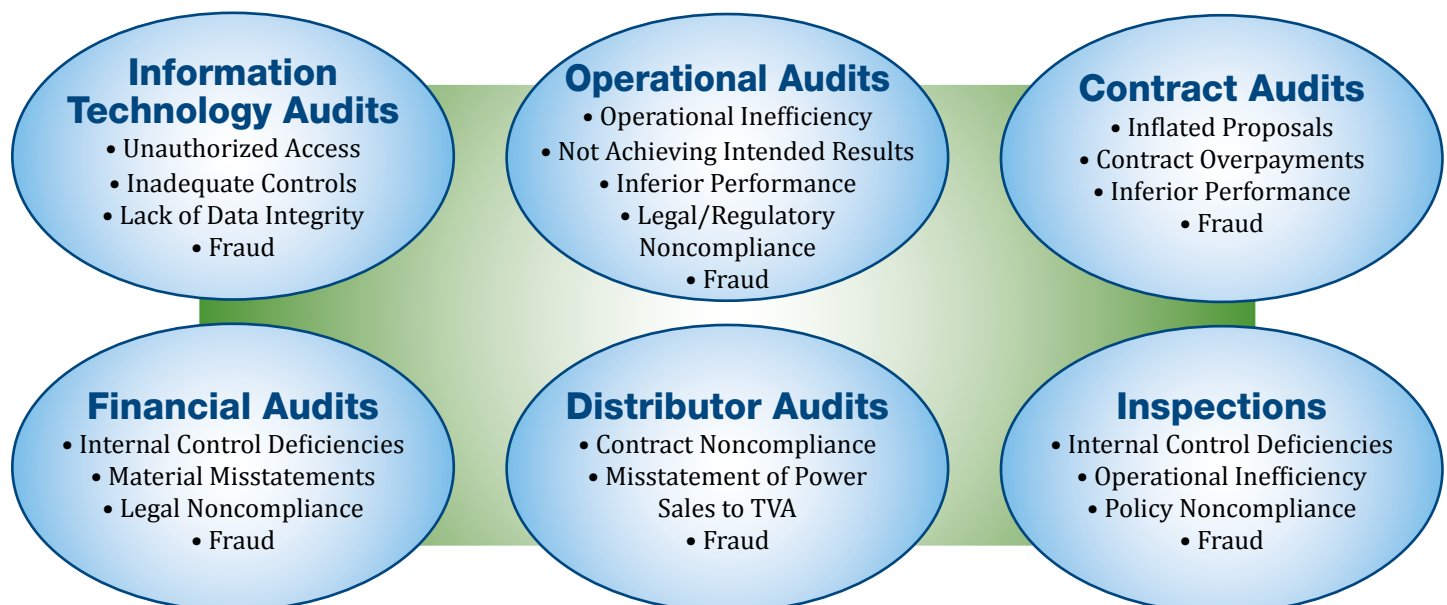 Information
Technology Audits
• Unauthorized Access
• Inadequate Controls
• Lack of Data Integrity
• Fraud
Operational Audits
• Operational Inefficiency
• Not Achieving Intended Results
• Inferior Performance
• Legal/Regulatory
Noncompliance
• Fraud
Contract Audits
• Inflated Proposals
• Contract Overpayments
• Inferior Performance
• Fraud
Financial Audits
• Internal Control Deficiencies
• Material Misstatements
• Legal Noncompliance
• Fraud
Distributor Audits
• Contract Noncompliance
• Misstatement of Power
Sales to TVA
• Fraud
Inspections
• Internal Control Deficiencies
• Operational Inefficiency
• Policy Noncompliance
• Fraud